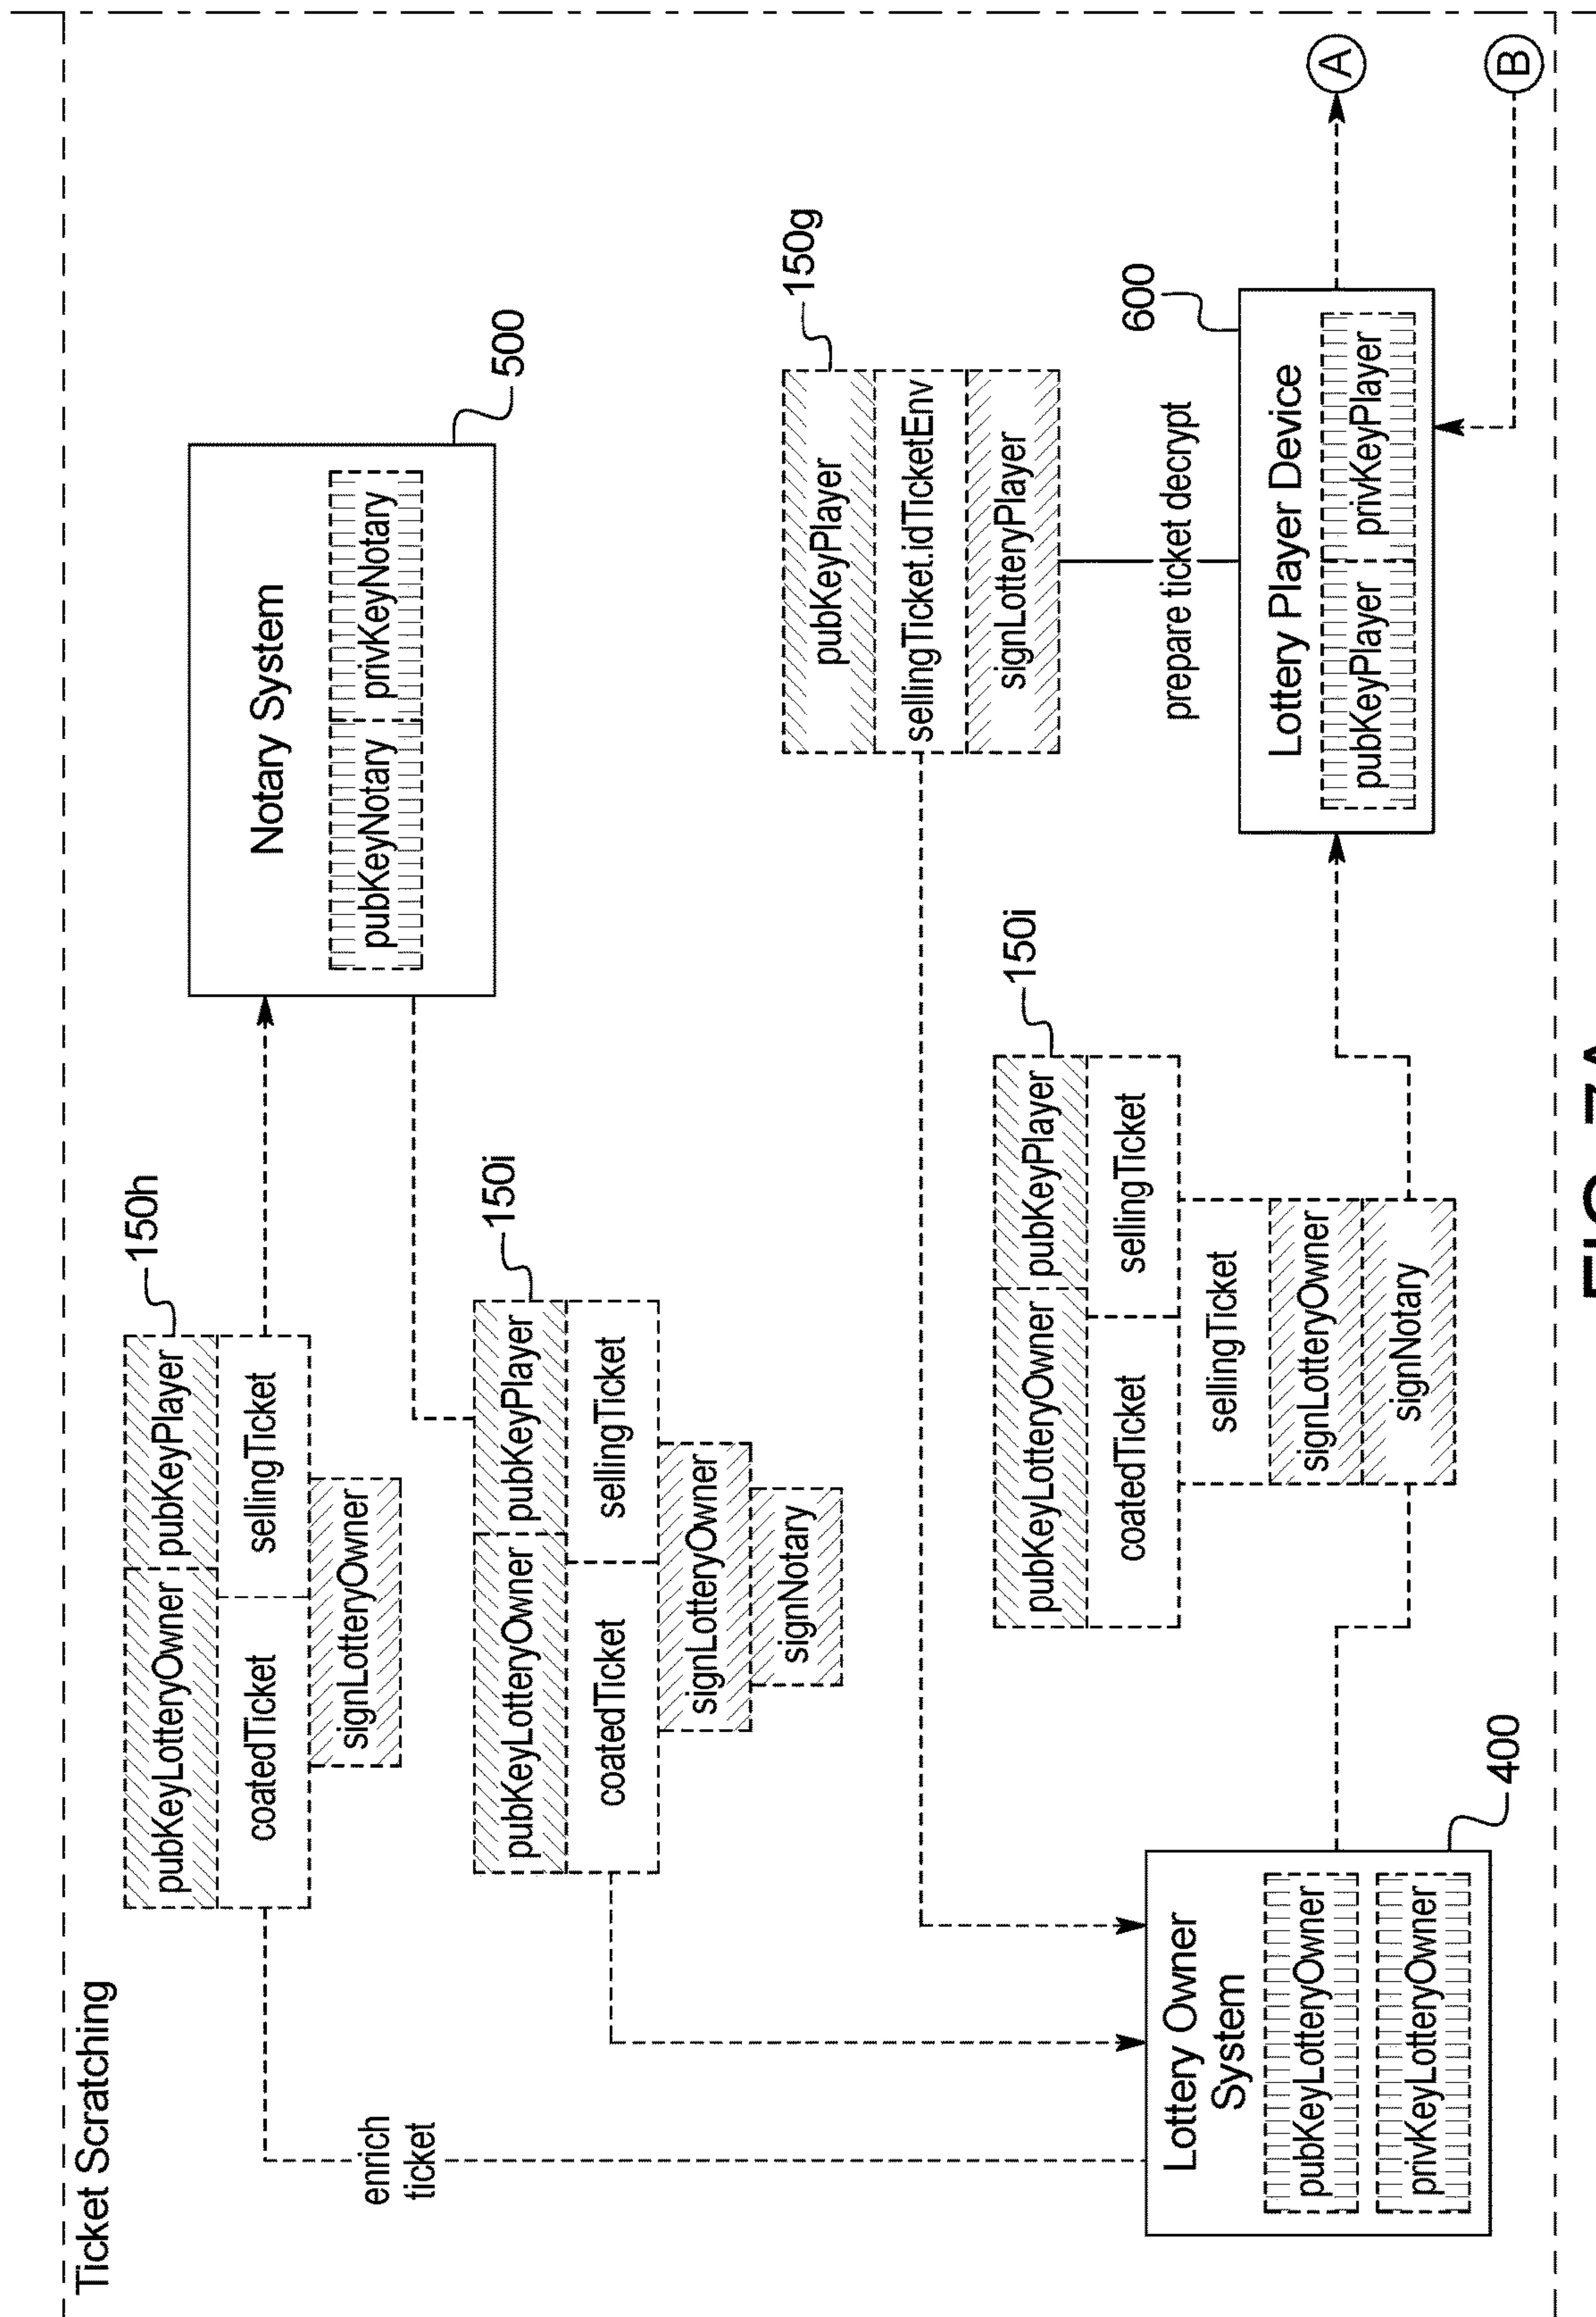 Ticket Scratching
150h
pubKeyLotteryOwner
pubKeyPlayer
coatedTicket
sellingTicket
signLotteryOwner
Notary System
pubKeyNotary
privKeyNotary
500
enrich
ticket
150i
pubKeyLotteryOwner
pubKeyPlayer
coatedTicket
sellingTicket
signLotteryOwner
signNotary
150g
pubKeyPlayer
sellingTicket.idTicketEnv
signLotteryPlayer
prepare ticket decrypt
150i
pubKeyLotteryOwner
pubKeyPlayer
coatedTicket
sellingTicket
sellingTicket
signLotteryOwner
signNotary
Lottery Owner
System
pubKeyLotteryOwner
privKeyLotteryOwner
400
600
Lottery Player Device
pubKeyPlayer
privKeyPlayer
A
B